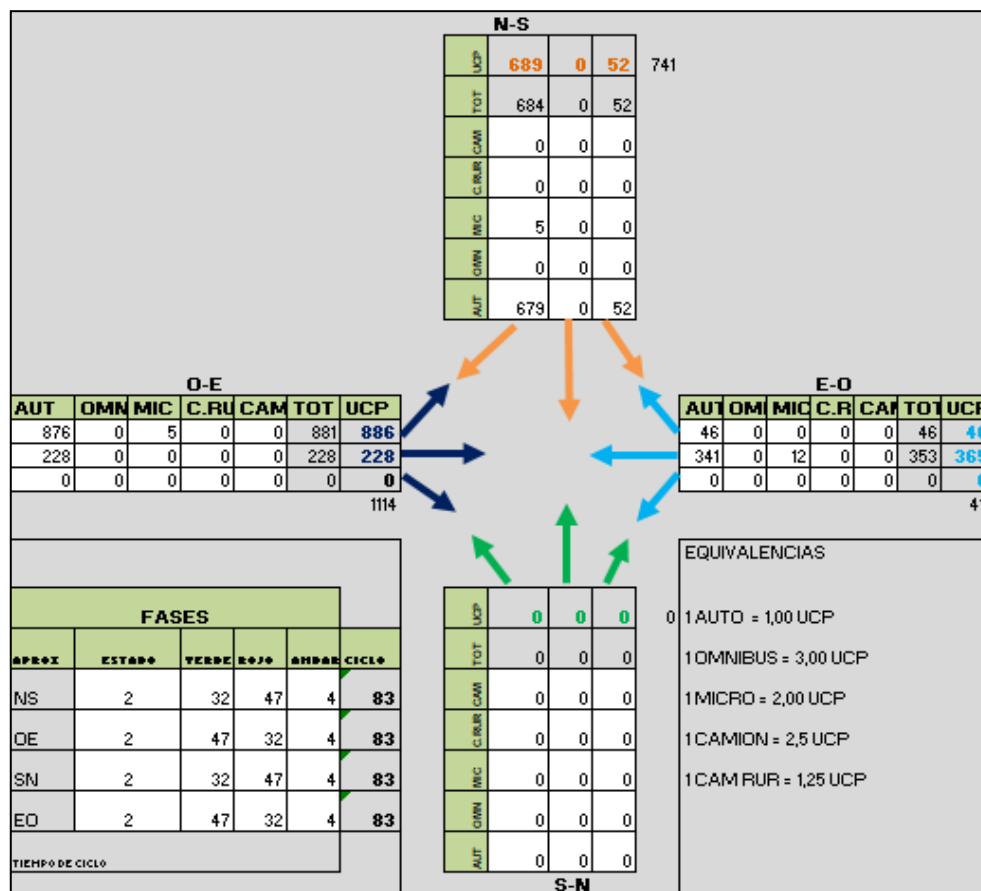 N-S
UCP 689 0 52 741
TOT 684 0 52
CAM 0 0 0
C.RUR 0 0 0
MIC 5 0 0
OMN 0 0 0
AUT 679 0 52
O-E
AUT OMN MIC C.RU CAM TOT UCP
876 0 5 0 0 881 886
228 0 0 0 0 228 228
0 0 0 0 0 0 0
1114
E-O
AUT OMI MIC C.R CAI TOT UCP
46 0 0 0 0 46
341 0 12 0 0 353 365
0 0 0 0 0 0
FASES
APROX ESTADO VERDE ROJO AMBAR CICLO
NS 2 32 47 4 83
OE 2 47 32 4 83
SN 2 32 47 4 83
EO 2 47 32 4 83
TIEMPO DE CICLO
UCP 0 0 0 0
TOT 0 0 0
CAM 0 0 0
C.RUR 0 0 0
MIC 0 0 0
OMN 0 0 0
AUT 0 0 0
S-N
EQUIVALENCIAS
1 AUTO = 1,00 UCP
1 OMNIBUS = 3,00 UCP
1 MICRO = 2,00 UCP
1 CAMION = 2,5 UCP
1 CAM RUR = 1,25 UCP